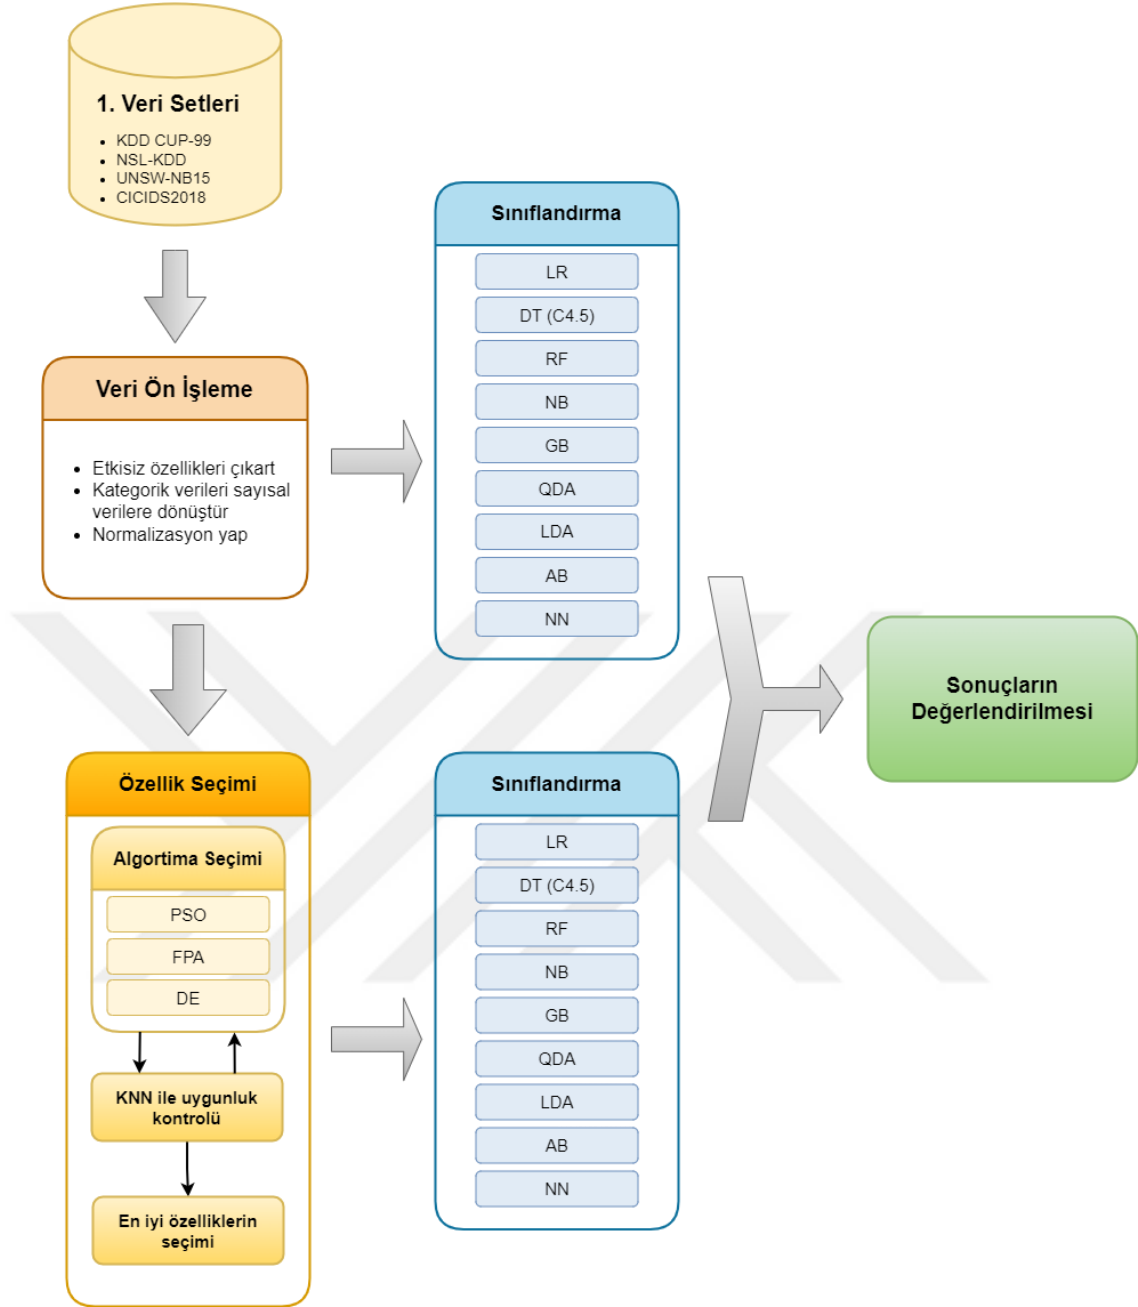 1. Veri Setleri
• KDD CUP-99
• NSL-KDD
• UNSW-NB15
• CICIDS2018
Veri Ön İşleme
• Etkisiz özellikleri çıkart
• Kategorik verileri sayısal
verilere dönüştür
• Normalizasyon yap
Sınıflandırma
LR
DT (C4.5)
RF
NB
GB
QDA
LDA
AB
NN
Özellik Seçimi
Algortima Seçimi
PSO
FPA
DE
KNN ile uygunluk
kontrolü
En iyi özelliklerin
seçimi
Sınıflandırma
LR
DT (C4.5)
RF
NB
GB
QDA
LDA
AB
NN
Sonuçların
Değerlendirilmesi